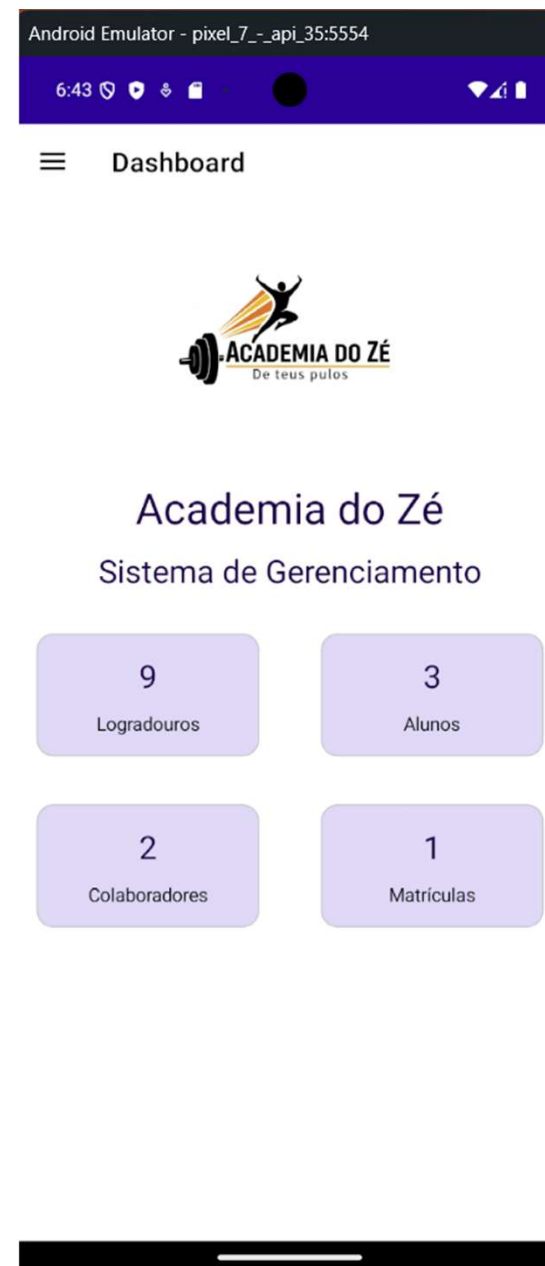 Android Emulator - pixel_7_-_api_35:5554
6:43
Dashboard
ACADEMIA DO ZÉ
De teus pulos
Academia do Zé
Sistema de Gerenciamento
9 3
Logradouros Alunos
2 1
Colaboradores Matrículas